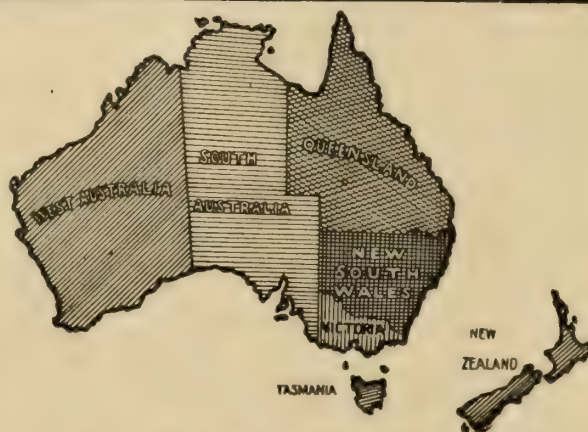 SOUTH
QUEENSLAND
WEST AUSTRALIA
AUSTRALIA
NEW
SOUTH
WALES
VICTORIA
NEW
ZEALAND
TASMANIA